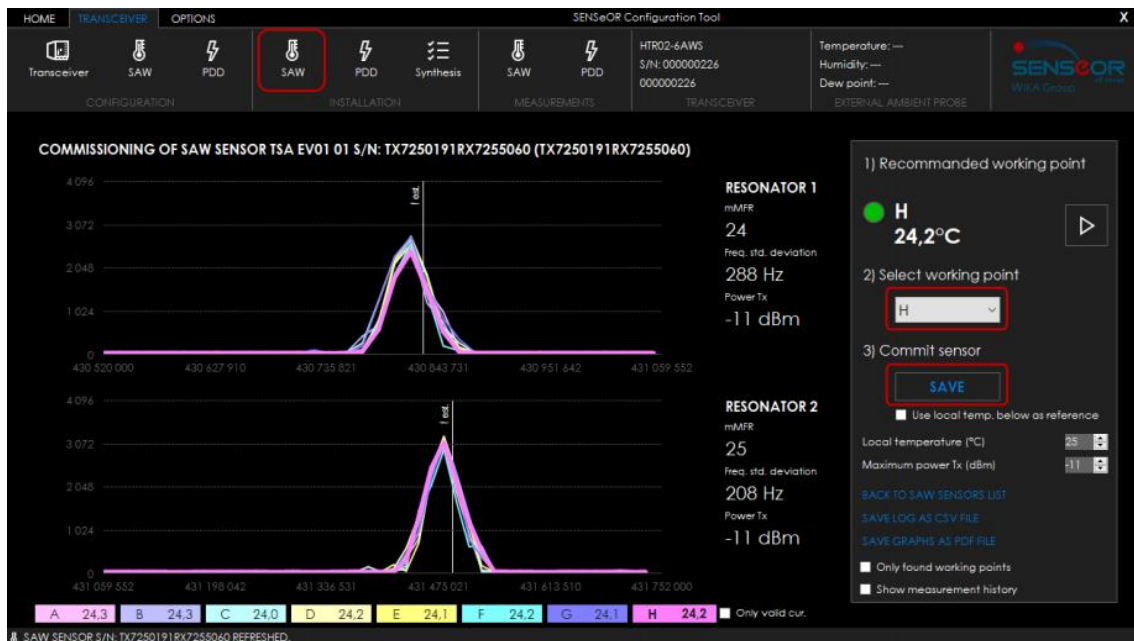 HOME TRANSCEIVER OPTIONS SENSeOR Configuration Tool X
Transceiver SAW PDD SAW PDD Synthesis SAW PDD
CONFIGURATION INSTALLATION MEASUREMENTS TRANSCEIVER EXTERNAL AMBIENT PROBE
HTR02-6AWS
S/N: 000000226
000000226
Temperature: ---
Humidity: ---
Dew point: ---
SENSeOR
WIKA Group
COMMISSIONING OF SAW SENSOR TSA EV01 01 S/N: TX7250191RX7255060 (TX7250191RX7255060)
4 096
3 072
2 048
1 024
0
f est.
430 520 000 430 627 910 430 735 821 430 843 731 430 951 642 431 059 552
RESONATOR 1
mMFR
24
Freq. std. deviation
288 Hz
Power Tx
-11 dBm
4 096
3 072
2 048
1 024
0
f est.
431 059 552 431 198 042 431 336 531 431 475 021 431 613 510 431 752 000
RESONATOR 2
mMFR
25
Freq. std. deviation
208 Hz
Power Tx
-11 dBm
A 24,3 B 24,3 C 24,0 D 24,2 E 24,1 F 24,2 G 24,1 H 24,2 Only valid cur.
1) Recommanded working point
H
24,2°C
2) Select working point
H
3) Commit sensor
SAVE
Use local temp. below as reference
Local temperature (°C) 25
Maximum power Tx (dBm) -11
BACK TO SAW SENSORS LIST
SAVE LOG AS CSV FILE
SAVE GRAPHS AS PDF FILE
Only found working points
Show measurement history
SAW SENSOR S/N: TX7250191RX7255060 REFRESHED.